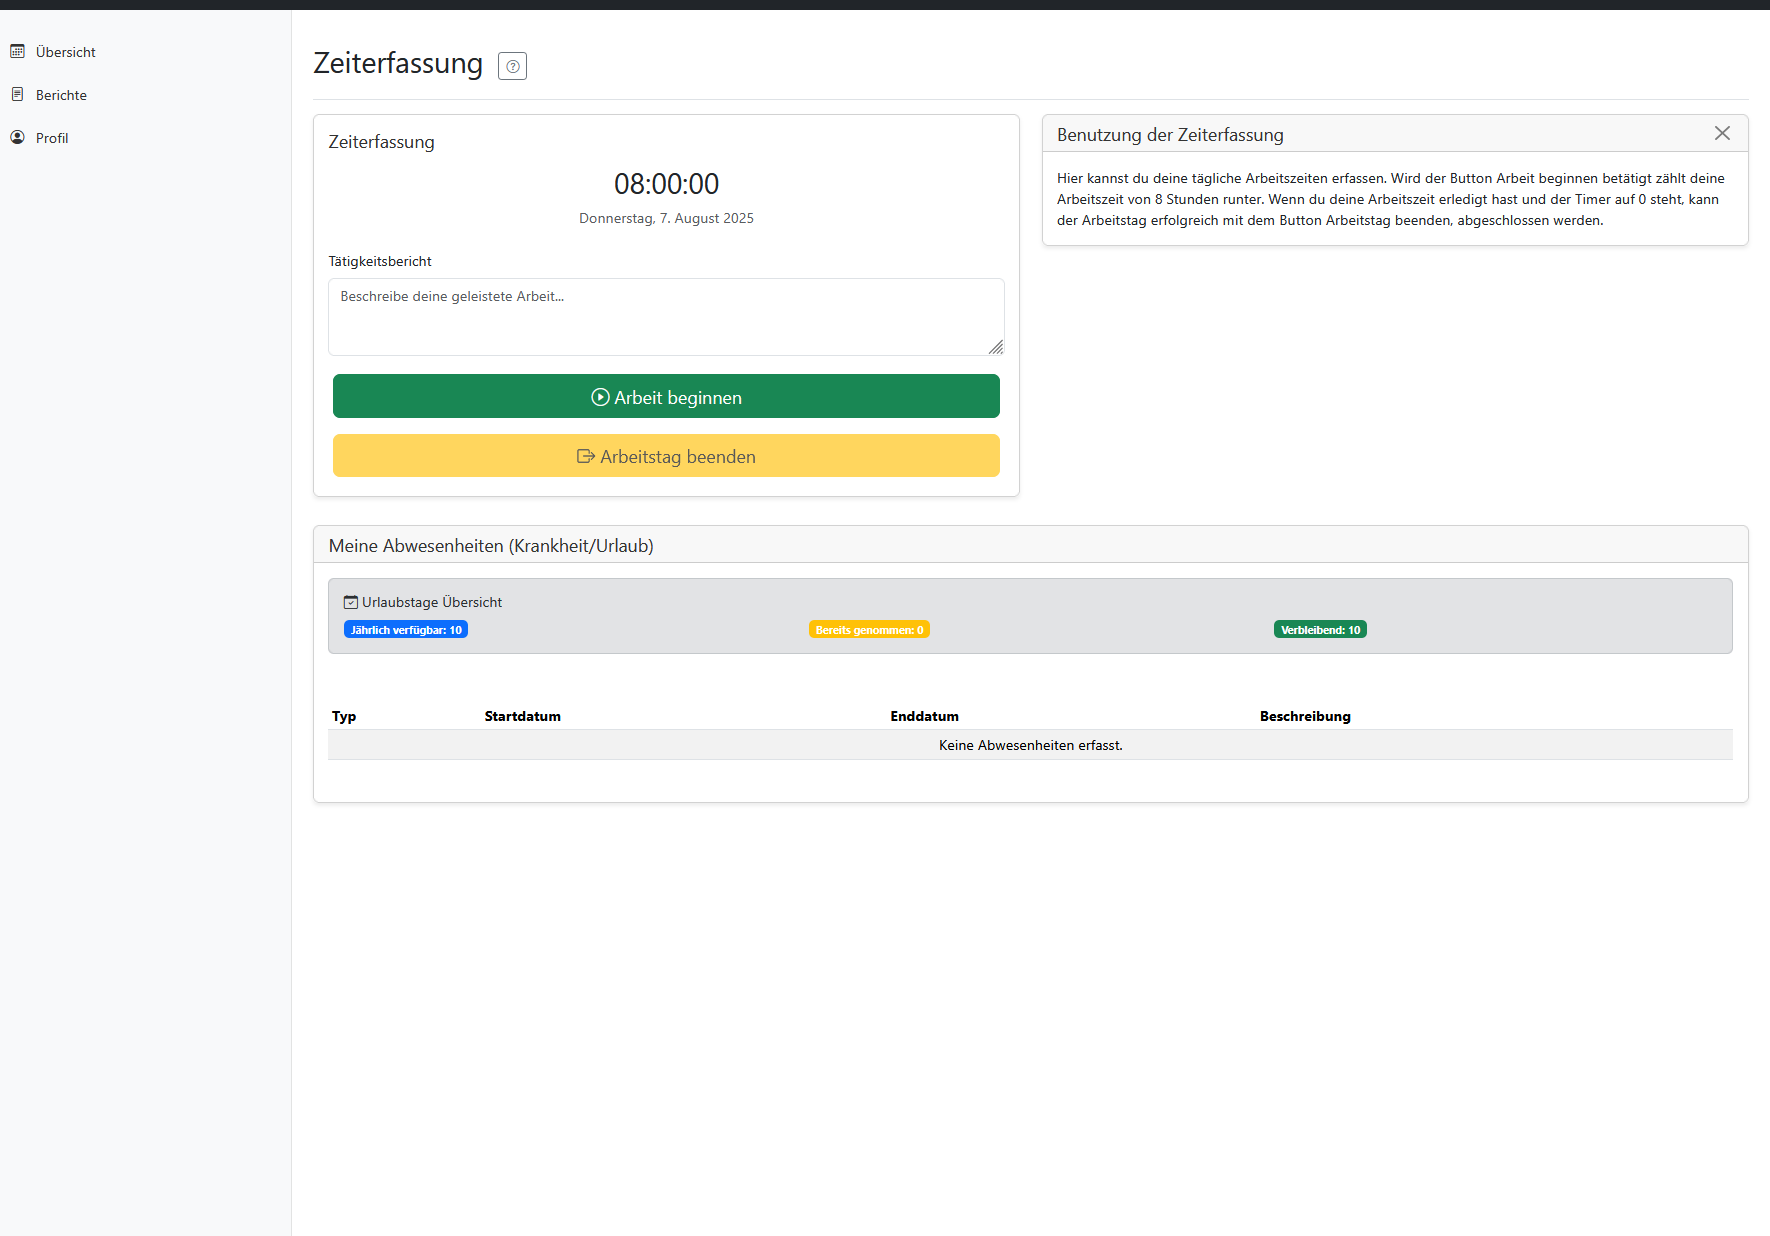 Übersicht
Berichte
Profil
Zeiterfassung
Zeiterfassung
08:00:00
Donnerstag, 7. August 2025
Tätigkeitsbericht
Beschreibe deine geleistete Arbeit...
Arbeit beginnen
Arbeitstag beenden
Benutzung der Zeiterfassung
Hier kannst du deine tägliche Arbeitszeiten erfassen. Wird der Button Arbeit beginnen betätigt zählt deine
Arbeitszeit von 8 Stunden runter. Wenn du deine Arbeitszeit erledigt hast und der Timer auf 0 steht, kann
der Arbeitstag erfolgreich mit dem Button Arbeitstag beenden, abgeschlossen werden.
Meine Abwesenheiten (Krankheit/Urlaub)
Urlaubstage Übersicht
Jährlich verfügbar: 10 Bereits genommen: 0 Verbleibend: 10
Typ Startdatum Enddatum Beschreibung
Keine Abwesenheiten erfasst.